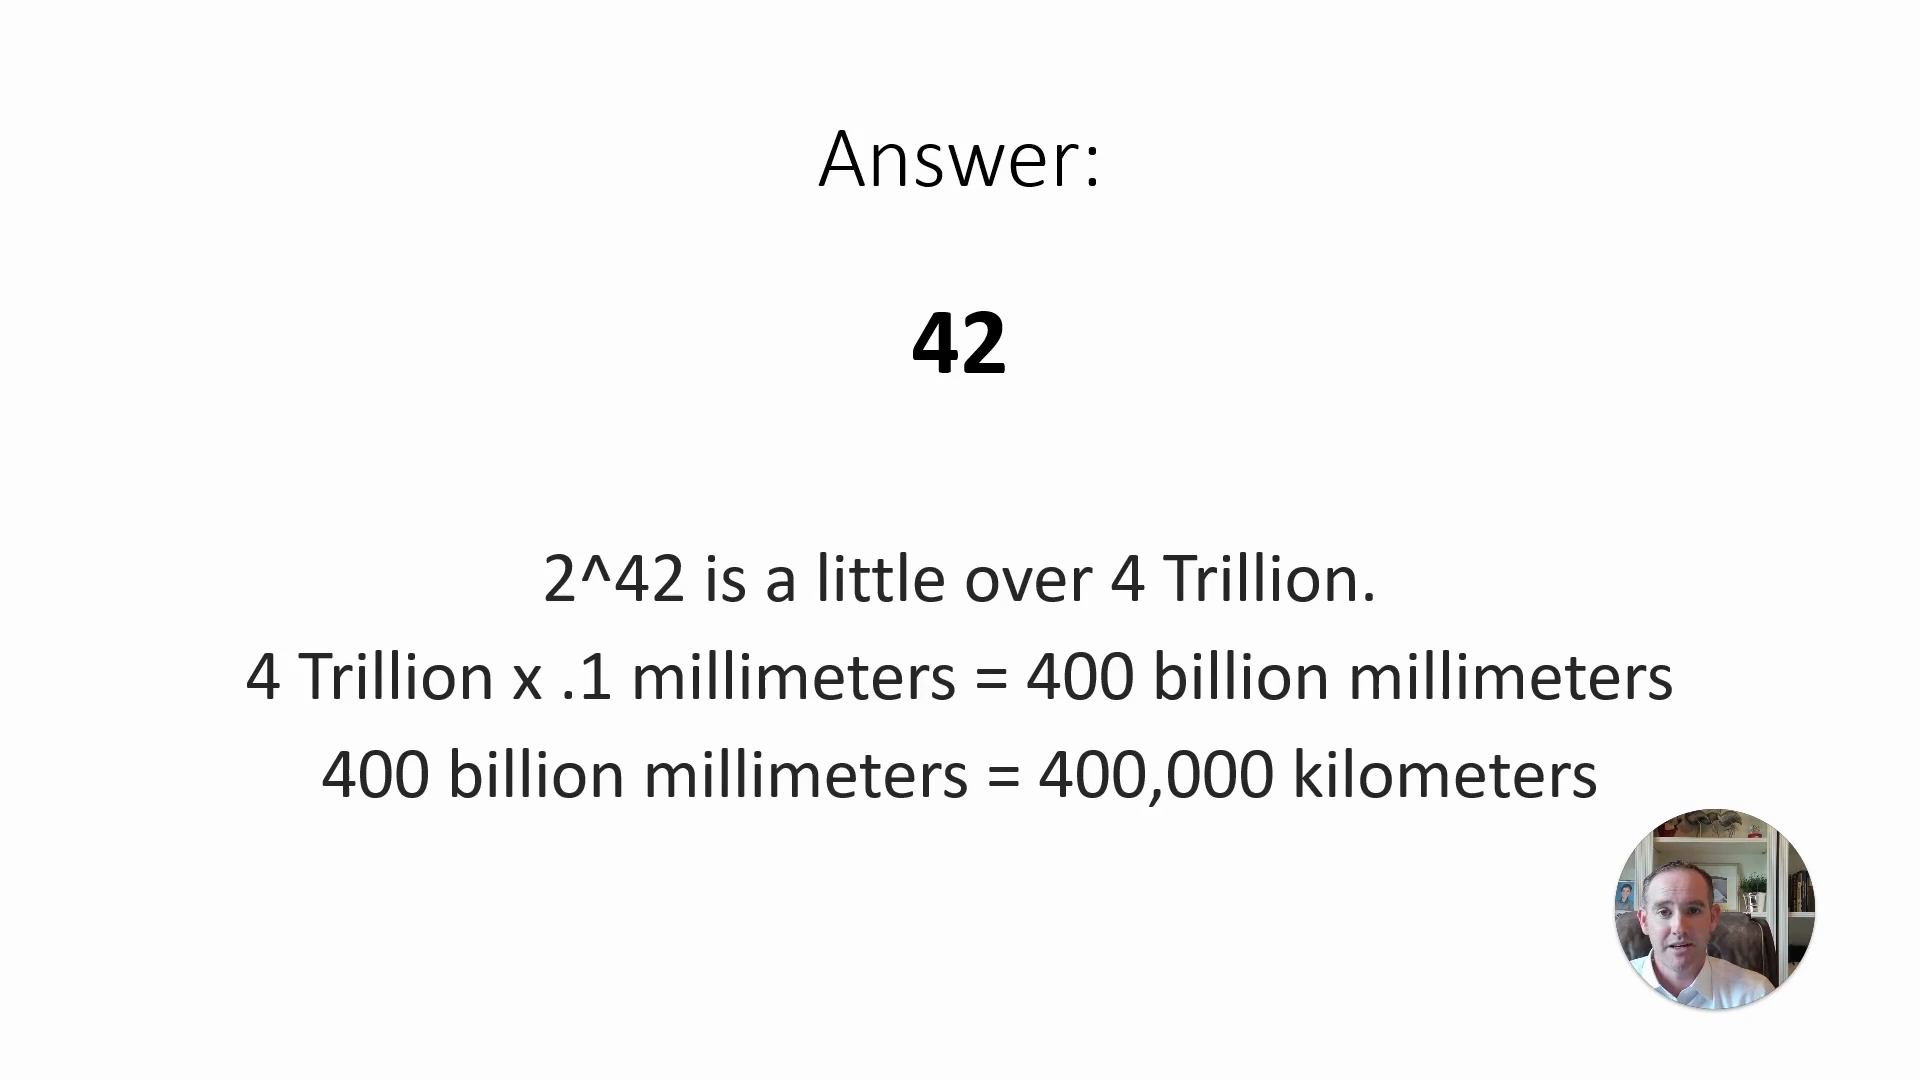 Answer:
42
2^42 is a little over 4 Trillion.
4 Trillion x .1 millimeters = 400 billion millimeters
400 billion millimeters = 400,000 kilometers